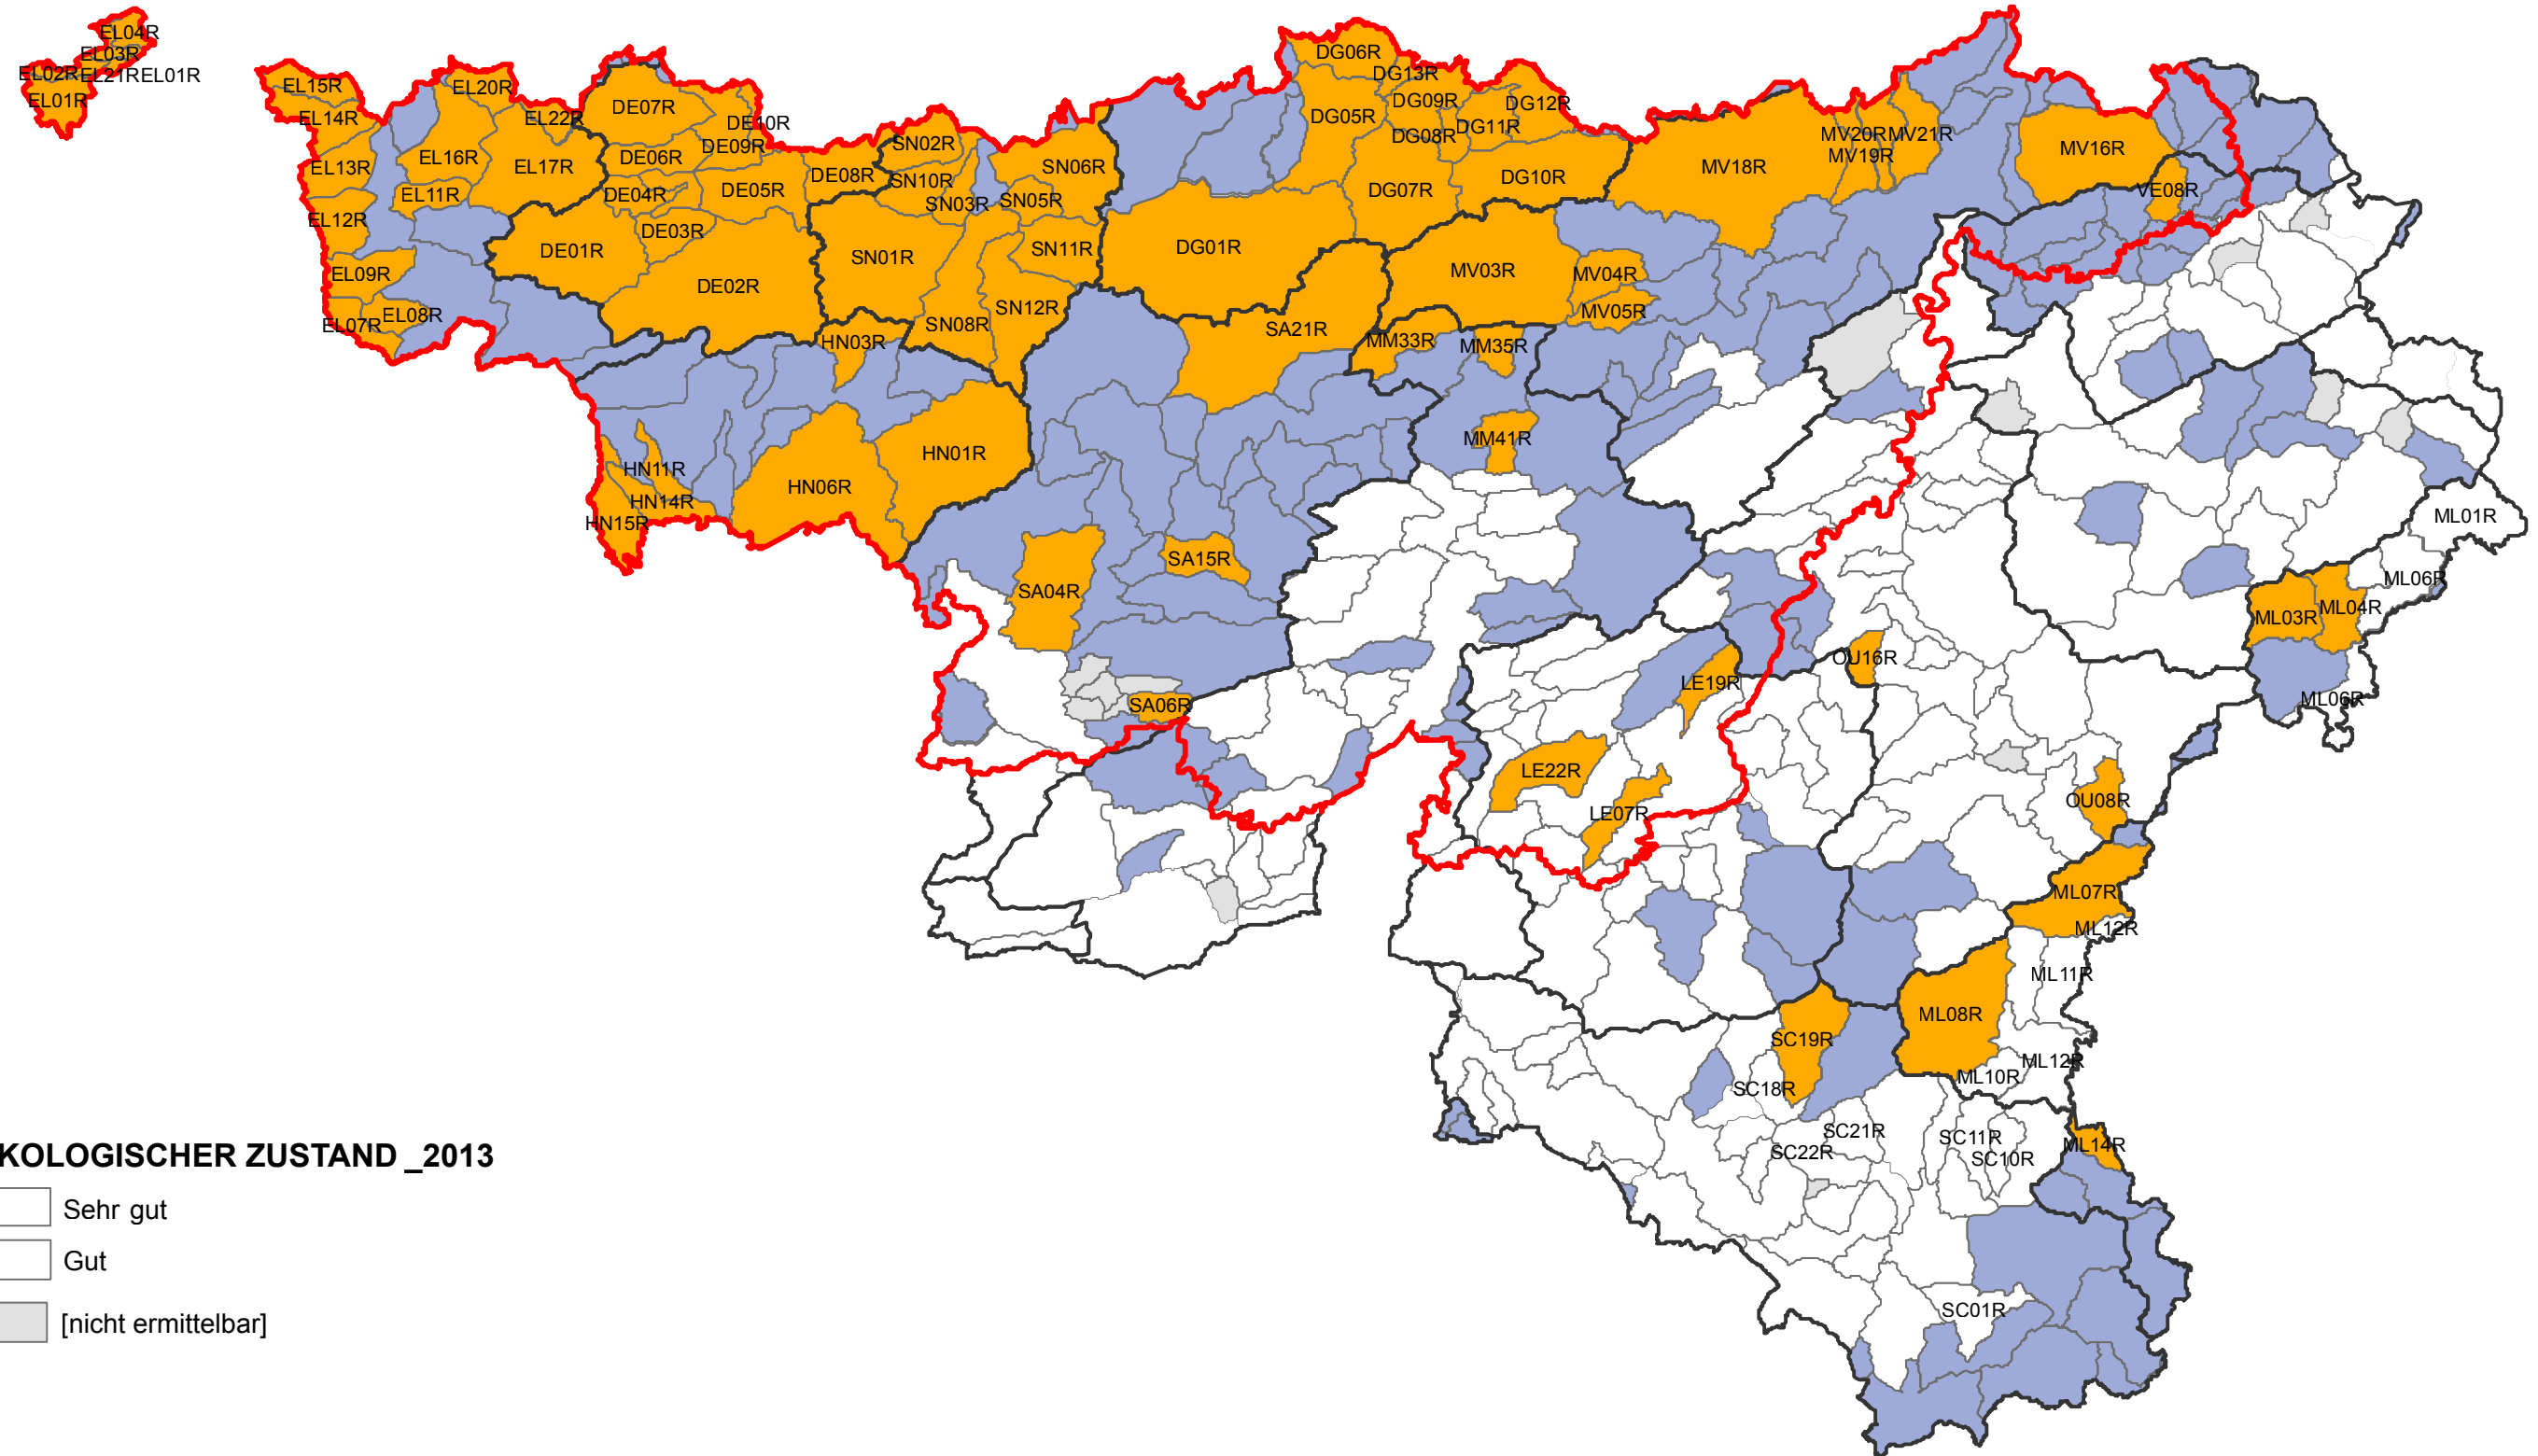 EL04R
EL03R
EL02R
EL21R
EL01R
EL01R
EL15R
EL14R
EL13R
EL12R
EL09R
EL07R
EL08R
EL20R
EL22R
EL16R
EL17R
EL11R
DE07R
DE10R
DE09R
DE06R
DE04R
DE05R
DE08R
DE03R
DE01R
DE02R
SN02R
SN10R
SN03R
SN06R
SN05R
SN01R
SN11R
SN12R
SN08R
HN03R
HN01R
HN06R
HN11R
HN14R
HN15R
DG06R
DG13R
DG09R
DG12R
DG05R
DG08R
DG11R
DG07R
DG10R
DG01R
SA21R
SA15R
SA04R
SA06R
MV18R
MV20R
MV21R
MV19R
MV16R
VE08R
MV03R
MV04R
MV05R
MM33R
MM35R
MM41R
ML01R
ML06R
ML04R
ML03R
ML06R
OU16R
LE19R
LE22R
LE07R
OU08R
ML07R
ML12R
ML11R
ML08R
ML12R
ML10R
SC19R
SC18R
SC21R
SC22R
SC11R
SC10R
ML14R
SC01R
KOLOGISCHER ZUSTAND _2013
Sehr gut
Gut
[nicht ermittelbar]